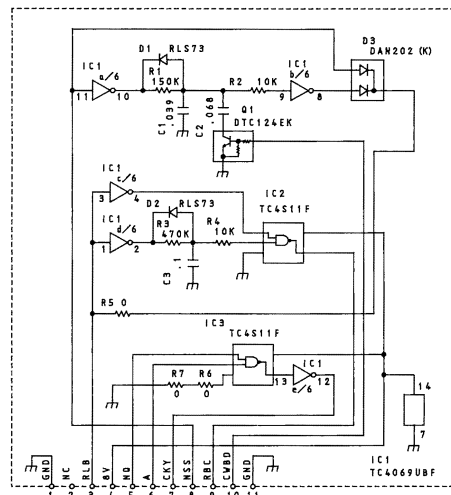 D3
DAN202 (K)
D1 RLS73
IC1
a/6
R1
150K
11 10
R2 10K
IC1
b/6
9 8
C1 .039
C2 .068
Q1
DTC124EK
IC1
c/6
3 4
IC1
d/6
1 2
D2 RLS73
R3
470K
R4
10K
C3 .1
IC2
TC4S11F
R5 0
IC3
TC4S11F
R7 R6
0 0
13 12
IC1
e/6
14
7
IC1
TC4069UBF
GND NC RLB 8V NQ A CKY NSS RBC CWBD GND
1 2 3 4 5 6 7 8 9 10 11